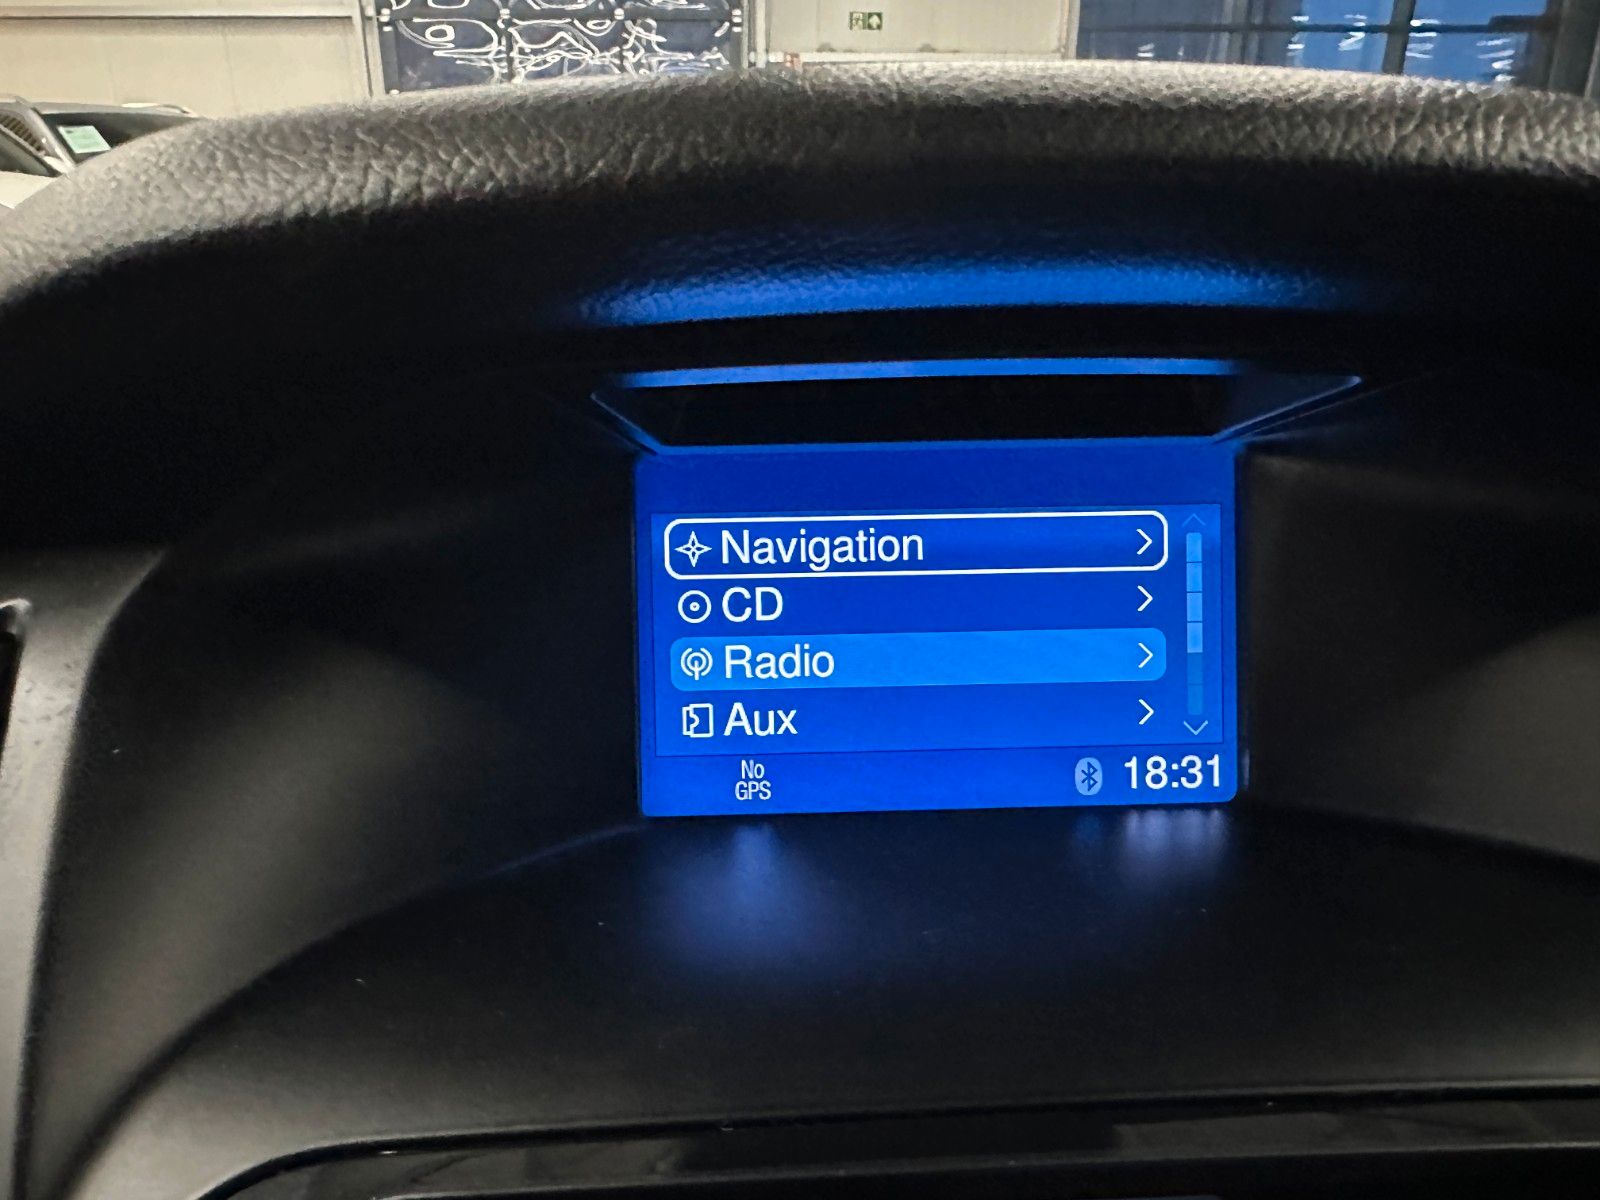 Navigation
CD
Radio
Aux
No
GPS
18:31